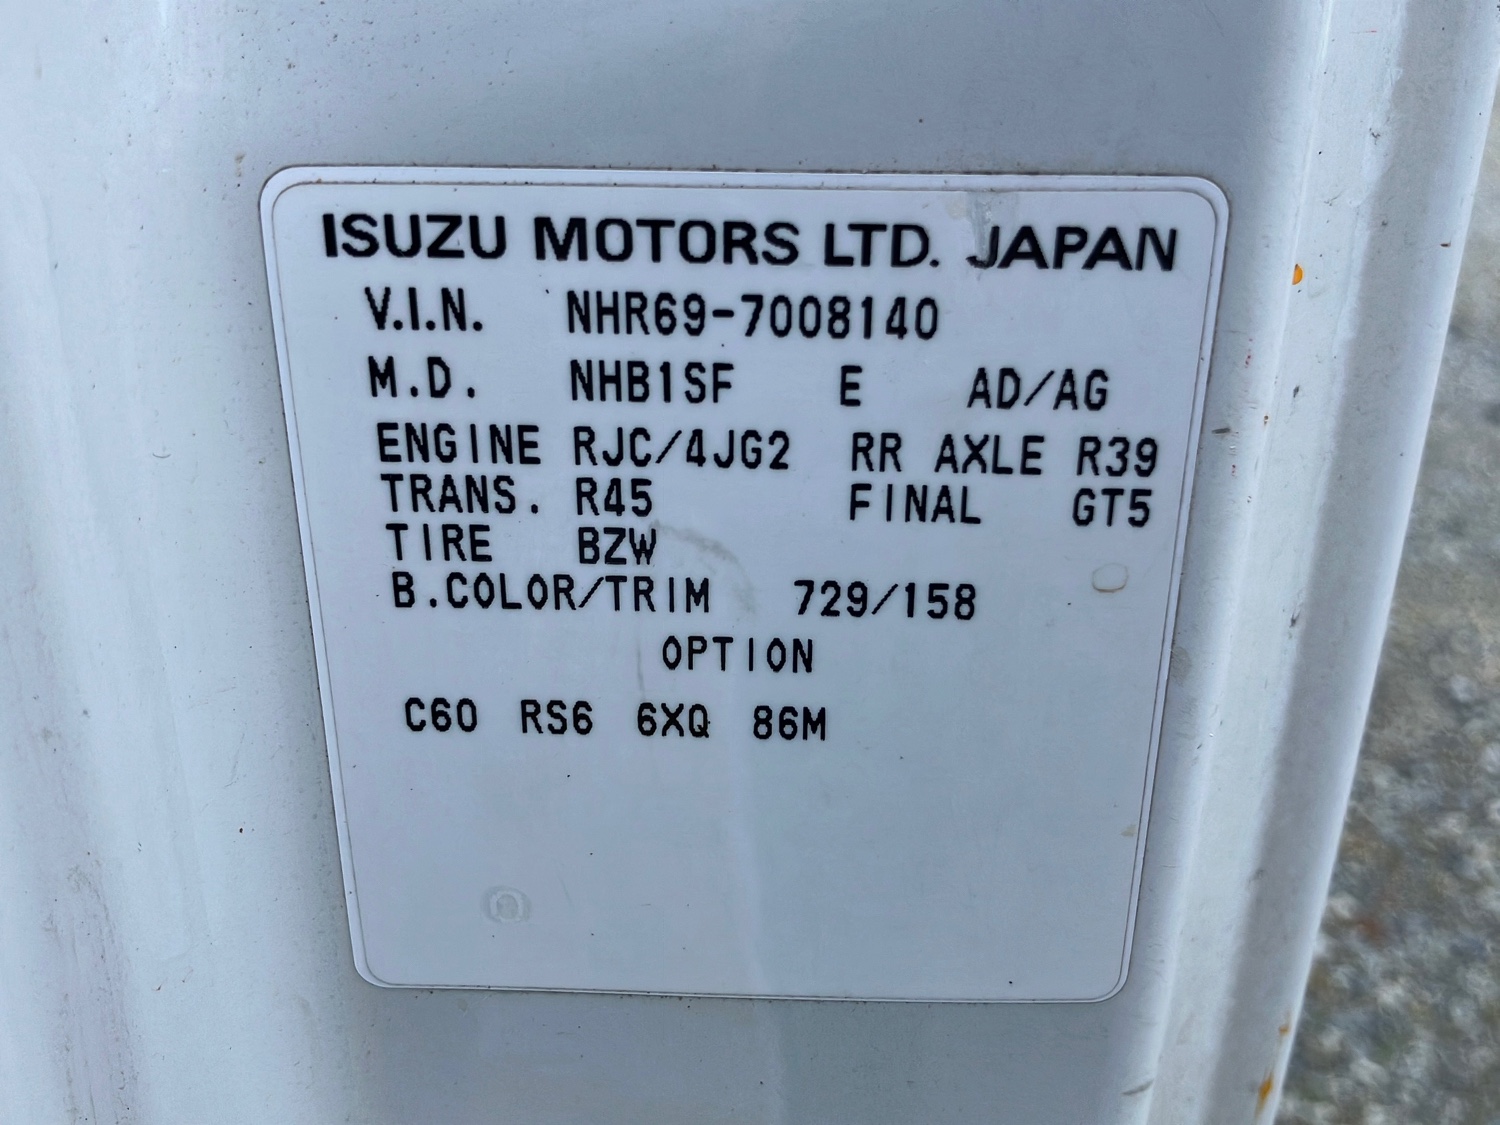 ISUZU MOTORS LTD. JAPAN
V.I.N. NHR69-7008140
M.D. NHB1SF E AD/AG
ENGINE RJC/4JG2 RR AXLE R39
TRANS. R45 FINAL GT5
TIRE BZW
B.COLOR/TRIM 729/158
OPTION
C60 RS6 6XQ 86M